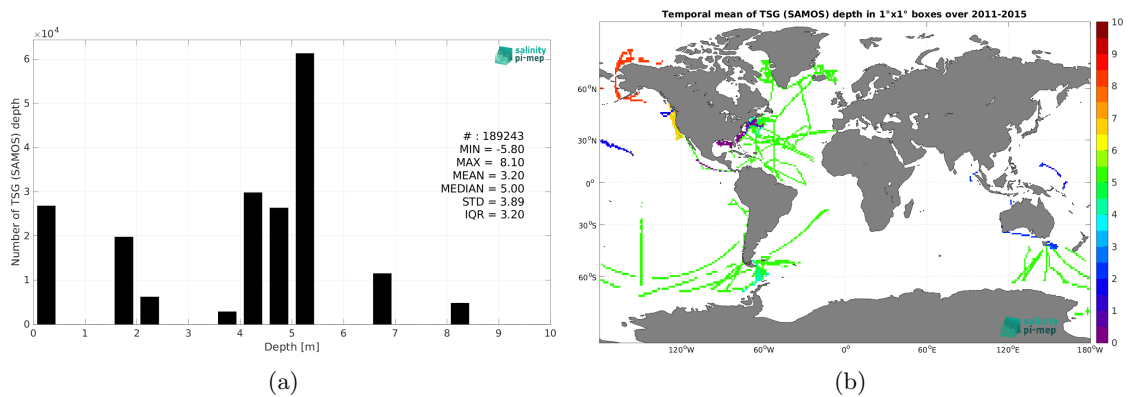 ×10⁴
6
5
4
3
2
1
0
Number of TSG (SAMOS) depth
salinity
pi-mep
# : 189243
MIN = -5.80
MAX = 8.10
MEAN = 3.20
MEDIAN = 5.00
STD = 3.89
IQR = 3.20
0 1 2 3 4 5 6 7 8 9 10
Depth [m]
(a)
Temporal mean of TSG (SAMOS) depth in 1°x1° boxes over 2011-2015
60°N
30°N
0°
30°S
60°S
120°W 60°W 0° 60°E 120°E 180°W
salinity
pi-mep
10
9
8
7
6
5
4
3
2
1
0
(b)